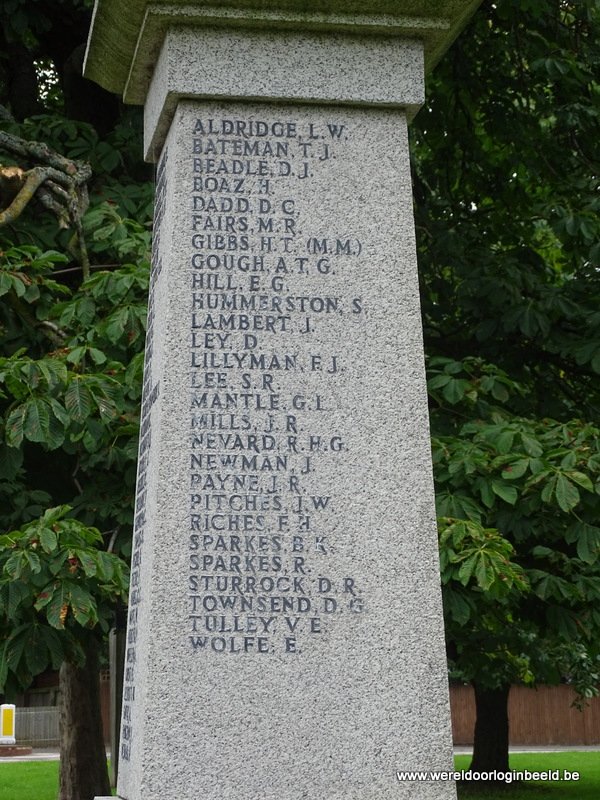 ALDRIDGE, L.W.
BATEMAN, T.J.
BEADLE, D.J.
BOAZ, H.
DADD, D.C.
FAIRS, M.R.
GIBBS, H.T. (M.M.)
GOUGH, A.T.G.
HILL, E.G.
HUMMERSTON, S.
LAMBERT, J.
LEY, D.
LILLYMAN, F.J.
LEE, S.R.
MANTLE, G.L.
MILLS, J.R.
NEVARD, R.H.G.
NEWMAN, J.
PAYNE, J.R.
PITCHES, J.W.
RICHES, F.H.
SPARKES, B.K.
SPARKES, R.
STURROCK, D.R.
TOWNSEND, D.G.
TULLEY, V.E.
WOLFE, E.
www.wereldoorloginbeeld.be